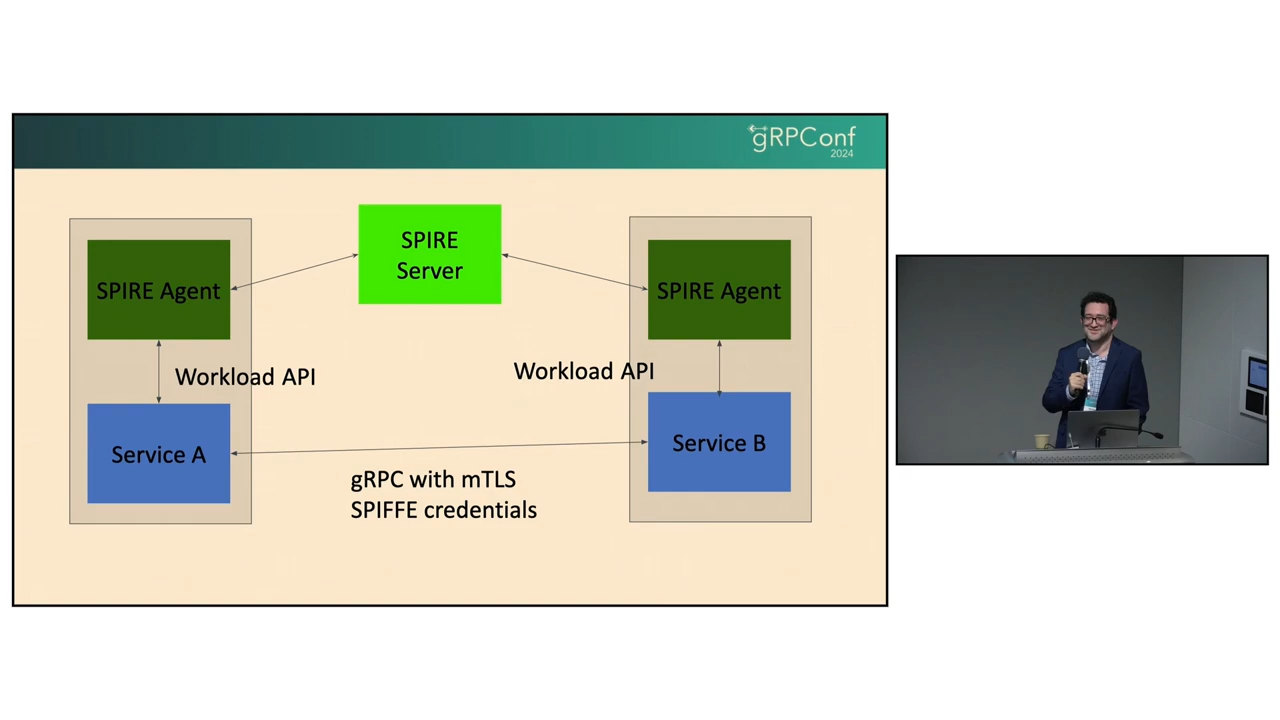 gRPConf
2024
SPIRE
Server
SPIRE Agent
SPIRE Agent
Workload API
Workload API
Service A
Service B
gRPC with mTLS
SPIFFE credentials